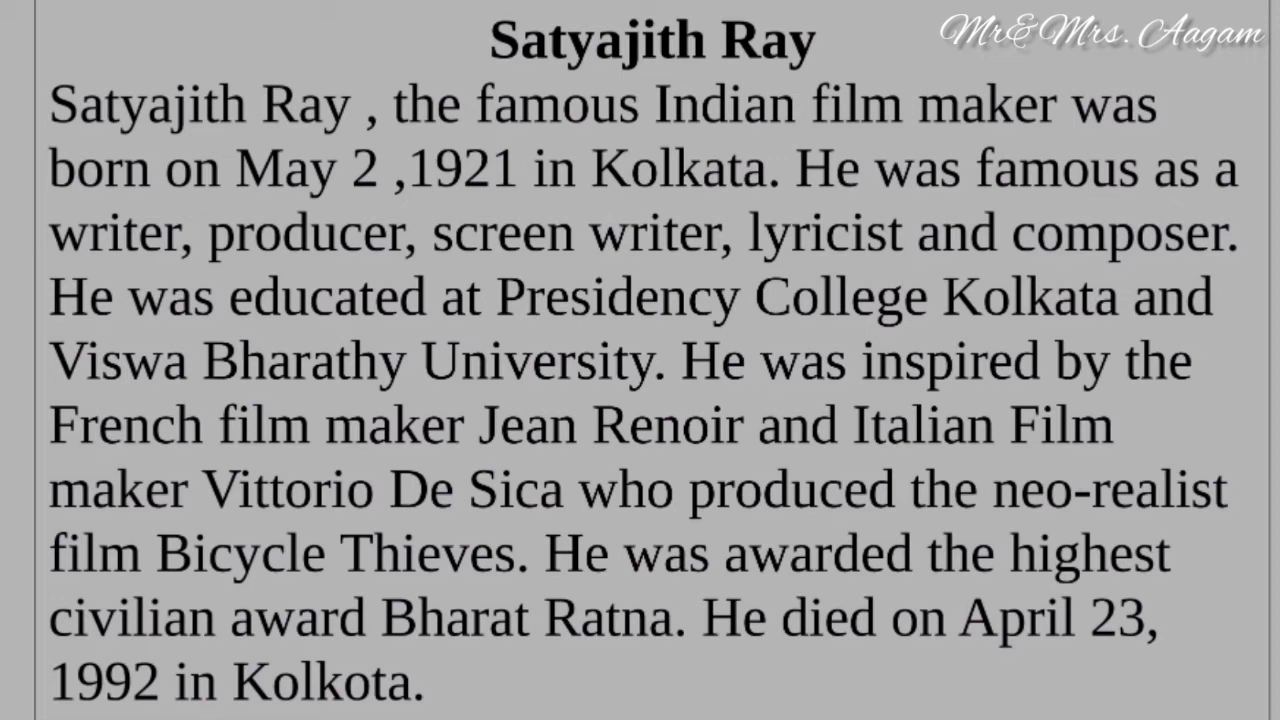 Satyajith Ray
Mr&Mrs. Aagam
Satyajith Ray , the famous Indian film maker was
born on May 2 ,1921 in Kolkata. He was famous as a
writer, producer, screen writer, lyricist and composer.
He was educated at Presidency College Kolkata and
Viswa Bharathy University. He was inspired by the
French film maker Jean Renoir and Italian Film
maker Vittorio De Sica who produced the neo-realist
film Bicycle Thieves. He was awarded the highest
civilian award Bharat Ratna. He died on April 23,
1992 in Kolkota.